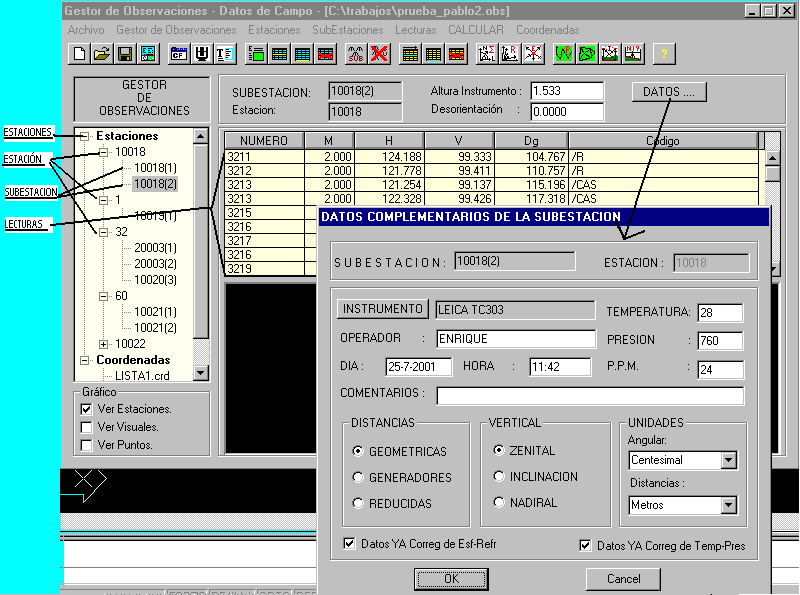 Gestor de Observaciones - Datos de Campo - [C:\trabajos\prueba_pablo2.obs]
Archivo Gestor de Observaciones Estaciones SubEstaciones Lecturas CALCULAR Coordenadas
GESTOR
DE
OBSERVACIONES
SUBESTACION: 10018(2) Altura Instrumento : 1.533 DATOS ....
Estacion: 10018 Desorientación : 0.0000
ESTACIONES
ESTACIÓN
SUBESTACION
LECTURAS
Estaciones
10018
10018(1)
10018(2)
1
10019(1)
32
20003(1)
20003(2)
10020(3)
60
10021(1)
10021(2)
10022
Coordenadas
LISTA1.crd
Gráfico
Ver Estaciones.
Ver Visuales.
Ver Puntos.
NUMERO M H V Dg Código
3211 2.000 124.188 99.333 104.767 /R
3212 2.000 121.778 99.411 110.757 /R
3213 2.000 121.254 99.137 115.196 /CAS
3213 2.000 122.328 99.426 117.318 /CAS
3215
3216
3217
3216
3219
DATOS COMPLEMENTARIOS DE LA SUBESTACION
SUBESTACION: 10018(2) ESTACION : 10018
INSTRUMENTO LEICA TC303 TEMPERATURA: 28
OPERADOR : ENRIQUE PRESION : 760
DIA : 25-7-2001 HORA : 11:42 P.P.M. : 24
COMENTARIOS :
DISTANCIAS
GEOMETRICAS
GENERADORES
REDUCIDAS
VERTICAL
ZENITAL
INCLINACION
NADIRAL
UNIDADES
Angular:
Centesimal
Distancias :
Metros
Datos YA Correg de Esf-Refr Datos YA Correg de Temp-Pres
OK Cancel